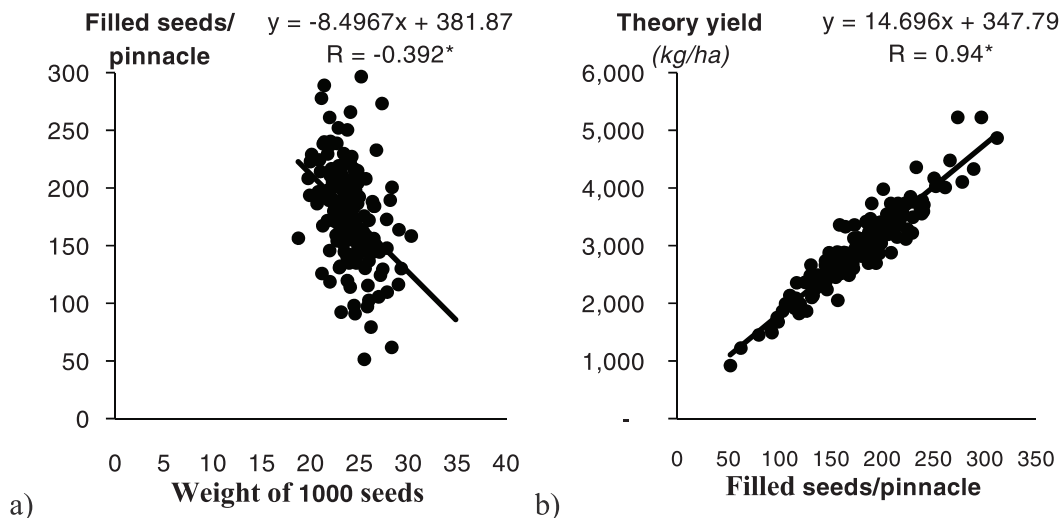 Filled seeds/
pinnacle
y = -8.4967x + 381.87
R = -0.392*
300
250
200
150
100
50
0
0 5 10 15 20 25 30 35 40
Weight of 1000 seeds
a)
Theory yield
(kg/ha)
y = 14.696x + 347.79
R = 0.94*
6,000
5,000
4,000
3,000
2,000
1,000
-
0 50 100 150 200 250 300 350
Filled seeds/pinnacle
b)